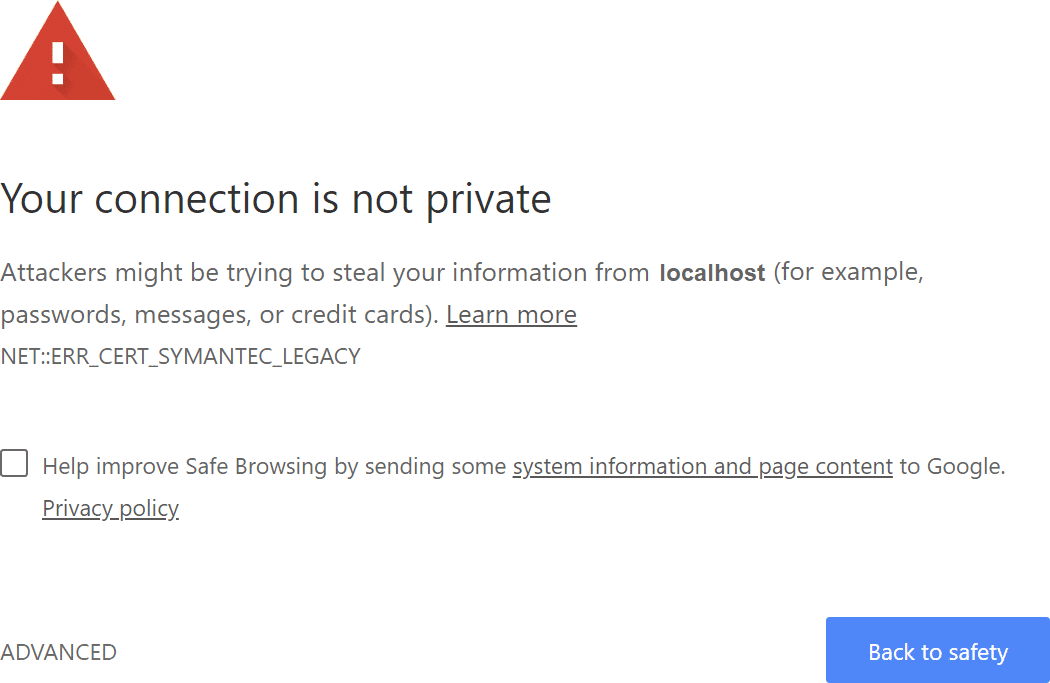 Your connection is not private
Attackers might be trying to steal your information from localhost (for example,
passwords, messages, or credit cards). Learn more
NET::ERR_CERT_SYMANTEC_LEGACY
Help improve Safe Browsing by sending some system information and page content to Google.
Privacy policy
ADVANCED
Back to safety